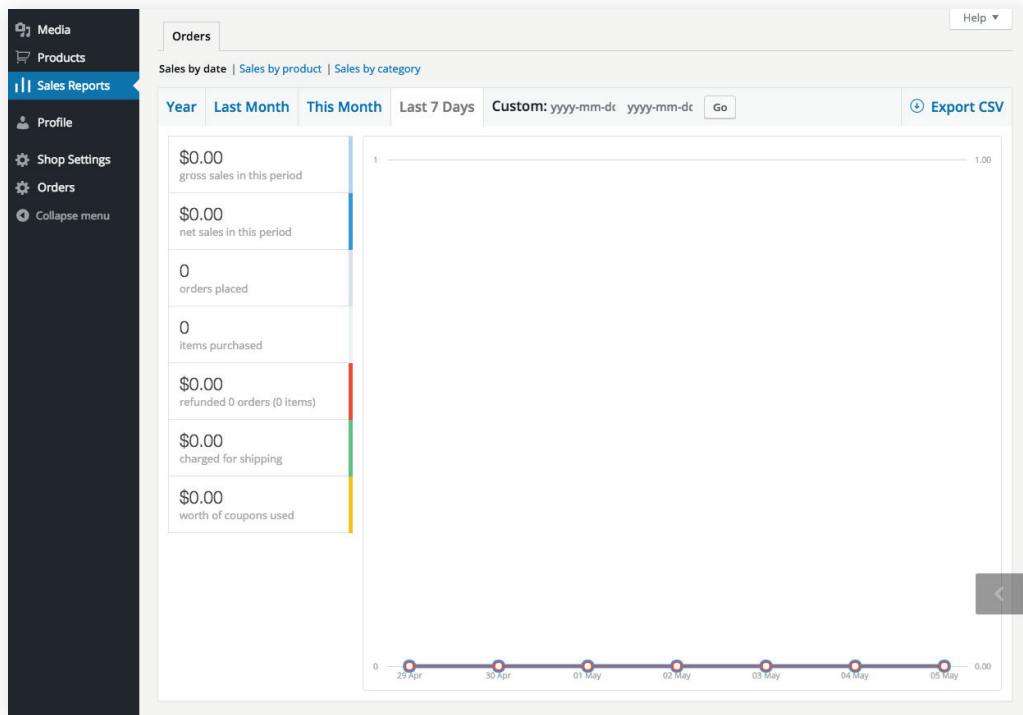 Media
Products
Sales Reports
Profile
Shop Settings
Orders
Collapse menu
Help ▼
Orders
Sales by date | Sales by product | Sales by category
Year Last Month This Month Last 7 Days Custom: yyyy-mm-dd yyyy-mm-dd Go Export CSV
$0.00
gross sales in this period
$0.00
net sales in this period
0
orders placed
0
items purchased
$0.00
refunded 0 orders (0 items)
$0.00
charged for shipping
$0.00
worth of coupons used
1 1.00
0 0.00
29 Apr 30 Apr 01 May 02 May 03 May 04 May 05 May